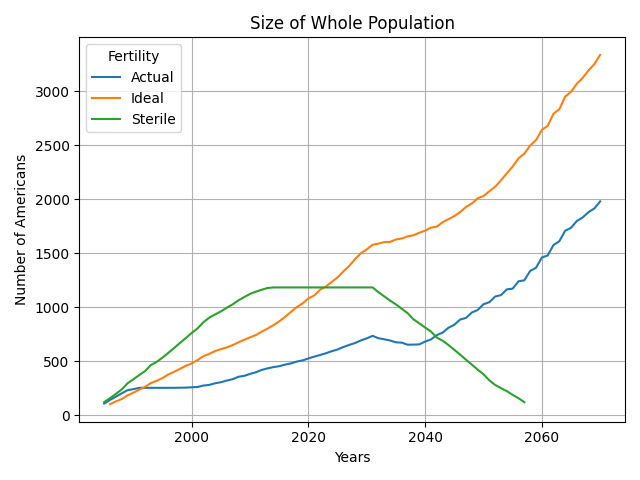 Size of Whole Population
Fertility
Actual
Ideal
Sterile
Number of Americans
3000
2500
2000
1500
1000
500
0
2000 2020 2040 2060
Years